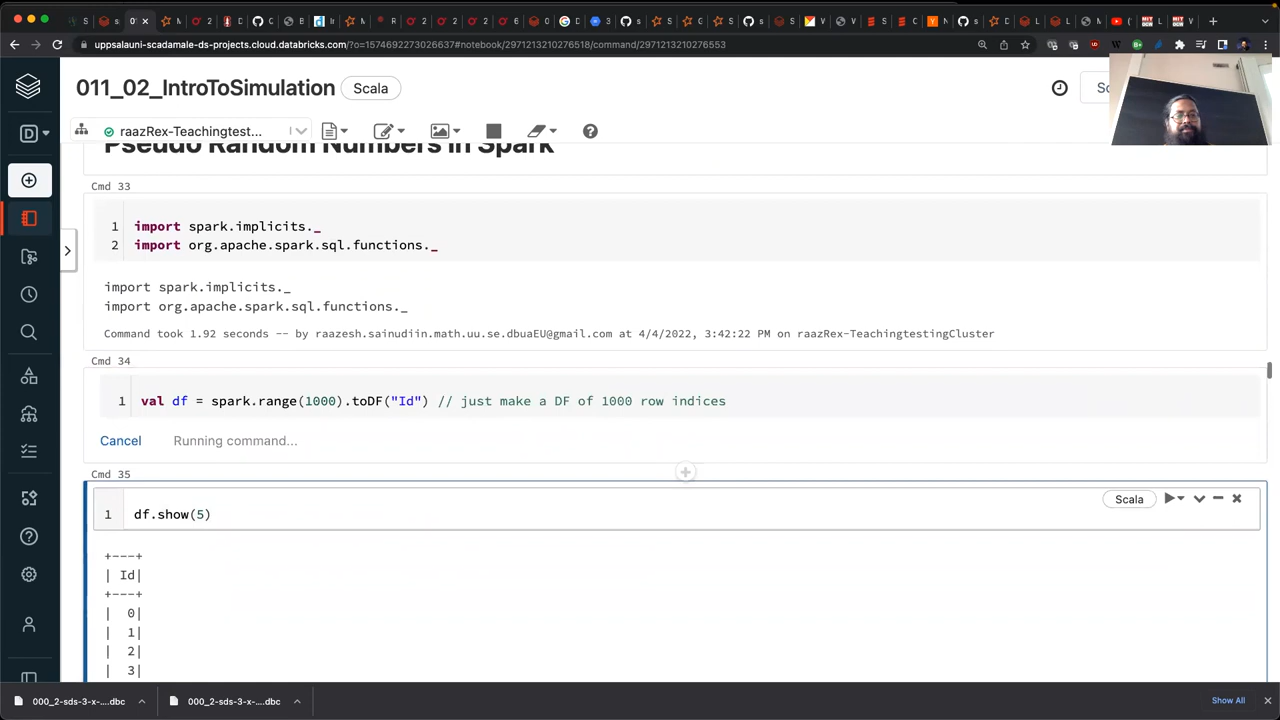 uppsalauni-scadamale-ds-projects.cloud.databricks.com/?o=1574692273026637#notebook/2971213210276518/command/2971213210276553
011_02_IntroToSimulation
Scala
D
raazRex-Teachingtest...
Pseudo Random Numbers in Spark
Cmd 33
1 import spark.implicits._
2 import org.apache.spark.sql.functions._
import spark.implicits._
import org.apache.spark.sql.functions._
Command took 1.92 seconds -- by raazesh.sainudiin.math.uu.se.dbuaEU@gmail.com at 4/4/2022, 3:42:22 PM on raazRex-TeachingtestingCluster
Cmd 34
1 val df = spark.range(1000).toDF("Id") // just make a DF of 1000 row indices
Cancel Running command...
Cmd 35
Scala
1 df.show(5)
+---+
| Id|
+---+
| 0|
| 1|
| 2|
| 3|
000_2-sds-3-x-....dbc
000_2-sds-3-x-....dbc
Show All